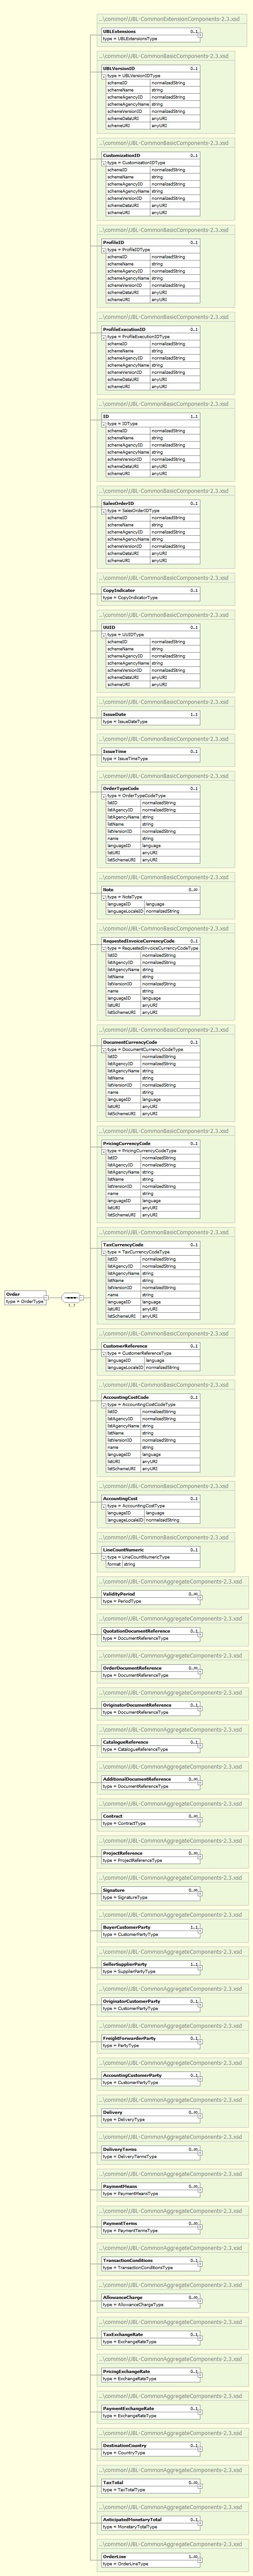 ..\common\UBL-CommonExtensionComponents-2.3.xsd
UBLExtensions 0..1
type = UBLExtensionsType
..\common\UBL-CommonBasicComponents-2.3.xsd
UBLVersionID 0..1
type = UBLVersionIDType
schemeID normalizedString
schemeName string
schemeAgencyID normalizedString
schemeAgencyName string
schemeVersionID normalizedString
schemeDataURI anyURI
schemeURI anyURI
..\common\UBL-CommonBasicComponents-2.3.xsd
CustomizationID 0..1
type = CustomizationIDType
schemeID normalizedString
schemeName string
schemeAgencyID normalizedString
schemeAgencyName string
schemeVersionID normalizedString
schemeDataURI anyURI
schemeURI anyURI
..\common\UBL-CommonBasicComponents-2.3.xsd
ProfileID 0..1
type = ProfileIDType
schemeID normalizedString
schemeName string
schemeAgencyID normalizedString
schemeAgencyName string
schemeVersionID normalizedString
schemeDataURI anyURI
schemeURI anyURI
..\common\UBL-CommonBasicComponents-2.3.xsd
ProfileExecutionID 0..1
type = ProfileExecutionIDType
schemeID normalizedString
schemeName string
schemeAgencyID normalizedString
schemeAgencyName string
schemeVersionID normalizedString
schemeDataURI anyURI
schemeURI anyURI
..\common\UBL-CommonBasicComponents-2.3.xsd
ID 1..1
type = IDType
schemeID normalizedString
schemeName string
schemeAgencyID normalizedString
schemeAgencyName string
schemeVersionID normalizedString
schemeDataURI anyURI
schemeURI anyURI
..\common\UBL-CommonBasicComponents-2.3.xsd
SalesOrderID 0..1
type = SalesOrderIDType
schemeID normalizedString
schemeName string
schemeAgencyID normalizedString
schemeAgencyName string
schemeVersionID normalizedString
schemeDataURI anyURI
schemeURI anyURI
..\common\UBL-CommonBasicComponents-2.3.xsd
CopyIndicator 0..1
type = CopyIndicatorType
..\common\UBL-CommonBasicComponents-2.3.xsd
UUID 0..1
type = UUIDType
schemeID normalizedString
schemeName string
schemeAgencyID normalizedString
schemeAgencyName string
schemeVersionID normalizedString
schemeDataURI anyURI
schemeURI anyURI
..\common\UBL-CommonBasicComponents-2.3.xsd
IssueDate 1..1
type = IssueDateType
..\common\UBL-CommonBasicComponents-2.3.xsd
IssueTime 0..1
type = IssueTimeType
..\common\UBL-CommonBasicComponents-2.3.xsd
OrderTypeCode 0..1
type = OrderTypeCodeType
listID normalizedString
listAgencyID normalizedString
listAgencyName string
listName string
listVersionID normalizedString
name string
languageID language
listURI anyURI
listSchemeURI anyURI
..\common\UBL-CommonBasicComponents-2.3.xsd
Note 0..∞
type = NoteType
languageID language
languageLocaleID normalizedString
..\common\UBL-CommonBasicComponents-2.3.xsd
RequestedInvoiceCurrencyCode 0..1
type = RequestedInvoiceCurrencyCodeType
listID normalizedString
listAgencyID normalizedString
listAgencyName string
listName string
listVersionID normalizedString
name string
languageID language
listURI anyURI
listSchemeURI anyURI
..\common\UBL-CommonBasicComponents-2.3.xsd
DocumentCurrencyCode 0..1
type = DocumentCurrencyCodeType
listID normalizedString
listAgencyID normalizedString
listAgencyName string
listName string
listVersionID normalizedString
name string
languageID language
listURI anyURI
listSchemeURI anyURI
..\common\UBL-CommonBasicComponents-2.3.xsd
PricingCurrencyCode 0..1
type = PricingCurrencyCodeType
listID normalizedString
listAgencyID normalizedString
listAgencyName string
listName string
listVersionID normalizedString
name string
languageID language
listURI anyURI
listSchemeURI anyURI
..\common\UBL-CommonBasicComponents-2.3.xsd
TaxCurrencyCode 0..1
type = TaxCurrencyCodeType
listID normalizedString
listAgencyID normalizedString
listAgencyName string
listName string
listVersionID normalizedString
name string
languageID language
listURI anyURI
listSchemeURI anyURI
Order
type = OrderType
1..1
..\common\UBL-CommonBasicComponents-2.3.xsd
CustomerReference 0..1
type = CustomerReferenceType
languageID language
languageLocaleID normalizedString
..\common\UBL-CommonBasicComponents-2.3.xsd
AccountingCostCode 0..1
type = AccountingCostCodeType
listID normalizedString
listAgencyID normalizedString
listAgencyName string
listName string
listVersionID normalizedString
name string
languageID language
listURI anyURI
listSchemeURI anyURI
..\common\UBL-CommonBasicComponents-2.3.xsd
AccountingCost 0..1
type = AccountingCostType
languageID language
languageLocaleID normalizedString
..\common\UBL-CommonBasicComponents-2.3.xsd
LineCountNumeric 0..1
type = LineCountNumericType
format string
..\common\UBL-CommonAggregateComponents-2.3.xsd
ValidityPeriod 0..∞
type = PeriodType
..\common\UBL-CommonAggregateComponents-2.3.xsd
QuotationDocumentReference 0..1
type = DocumentReferenceType
..\common\UBL-CommonAggregateComponents-2.3.xsd
OrderDocumentReference 0..∞
type = DocumentReferenceType
..\common\UBL-CommonAggregateComponents-2.3.xsd
OriginatorDocumentReference 0..1
type = DocumentReferenceType
..\common\UBL-CommonAggregateComponents-2.3.xsd
CatalogueReference 0..1
type = CatalogueReferenceType
..\common\UBL-CommonAggregateComponents-2.3.xsd
AdditionalDocumentReference 0..∞
type = DocumentReferenceType
..\common\UBL-CommonAggregateComponents-2.3.xsd
Contract 0..∞
type = ContractType
..\common\UBL-CommonAggregateComponents-2.3.xsd
ProjectReference 0..∞
type = ProjectReferenceType
..\common\UBL-CommonAggregateComponents-2.3.xsd
Signature 0..∞
type = SignatureType
..\common\UBL-CommonAggregateComponents-2.3.xsd
BuyerCustomerParty 1..1
type = CustomerPartyType
..\common\UBL-CommonAggregateComponents-2.3.xsd
SellerSupplierParty 1..1
type = SupplierPartyType
..\common\UBL-CommonAggregateComponents-2.3.xsd
OriginatorCustomerParty 0..1
type = CustomerPartyType
..\common\UBL-CommonAggregateComponents-2.3.xsd
FreightForwarderParty 0..1
type = PartyType
..\common\UBL-CommonAggregateComponents-2.3.xsd
AccountingCustomerParty 0..1
type = CustomerPartyType
..\common\UBL-CommonAggregateComponents-2.3.xsd
Delivery 0..∞
type = DeliveryType
..\common\UBL-CommonAggregateComponents-2.3.xsd
DeliveryTerms 0..∞
type = DeliveryTermsType
..\common\UBL-CommonAggregateComponents-2.3.xsd
PaymentMeans 0..∞
type = PaymentMeansType
..\common\UBL-CommonAggregateComponents-2.3.xsd
PaymentTerms 0..∞
type = PaymentTermsType
..\common\UBL-CommonAggregateComponents-2.3.xsd
TransactionConditions 0..1
type = TransactionConditionsType
..\common\UBL-CommonAggregateComponents-2.3.xsd
AllowanceCharge 0..∞
type = AllowanceChargeType
..\common\UBL-CommonAggregateComponents-2.3.xsd
TaxExchangeRate 0..1
type = ExchangeRateType
..\common\UBL-CommonAggregateComponents-2.3.xsd
PricingExchangeRate 0..1
type = ExchangeRateType
..\common\UBL-CommonAggregateComponents-2.3.xsd
PaymentExchangeRate 0..1
type = ExchangeRateType
..\common\UBL-CommonAggregateComponents-2.3.xsd
DestinationCountry 0..1
type = CountryType
..\common\UBL-CommonAggregateComponents-2.3.xsd
TaxTotal 0..∞
type = TaxTotalType
..\common\UBL-CommonAggregateComponents-2.3.xsd
AnticipatedMonetaryTotal 0..1
type = MonetaryTotalType
..\common\UBL-CommonAggregateComponents-2.3.xsd
OrderLine 1..∞
type = OrderLineType